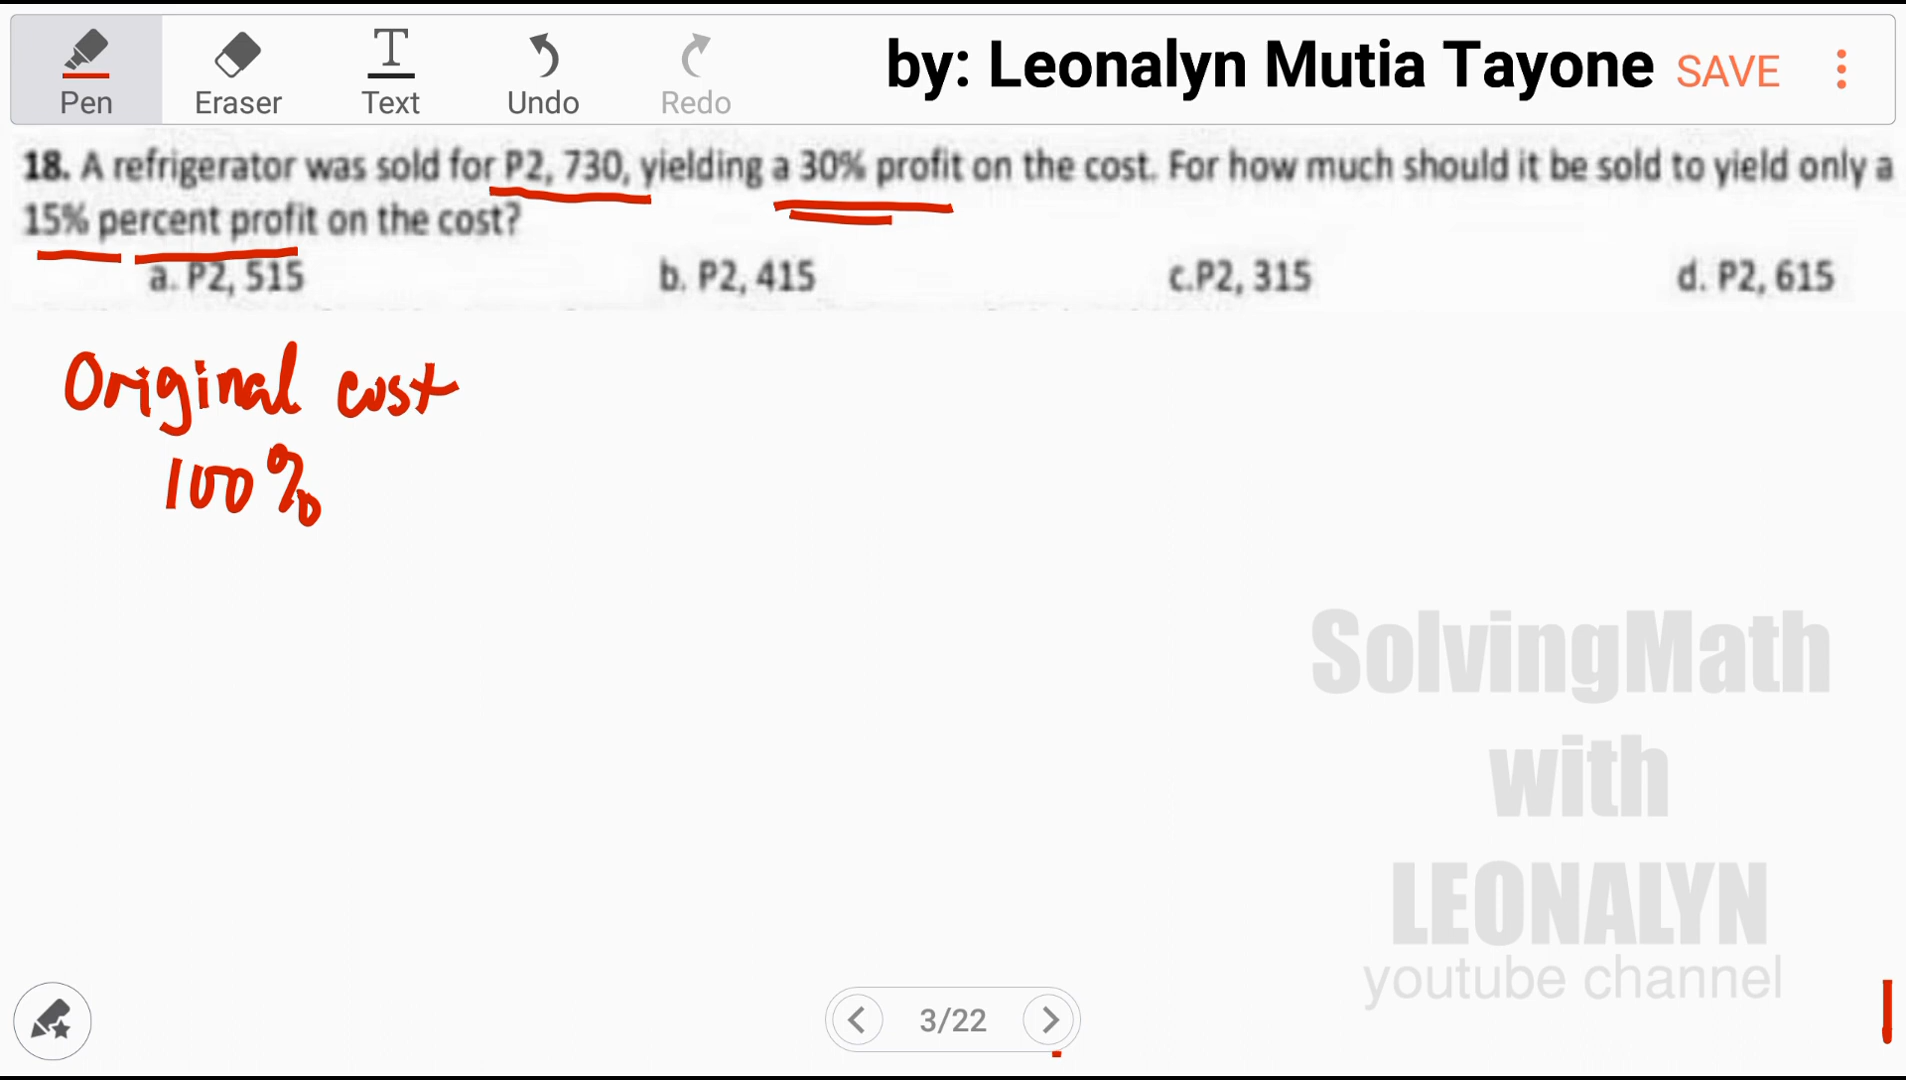 by: Leonalyn Mutia Tayone
SAVE
Pen
Eraser
Text
Undo
Redo
18. A refrigerator was sold for P2, 730, yielding a 30% profit on the cost. For how much should it be sold to yield only a
15% percent profit on the cost?
a. P2, 515
b. P2, 415
c.P2, 315
d. P2, 615
Original cost
100%
SolvingMath
with
LEONALYN
youtube channel
3/22